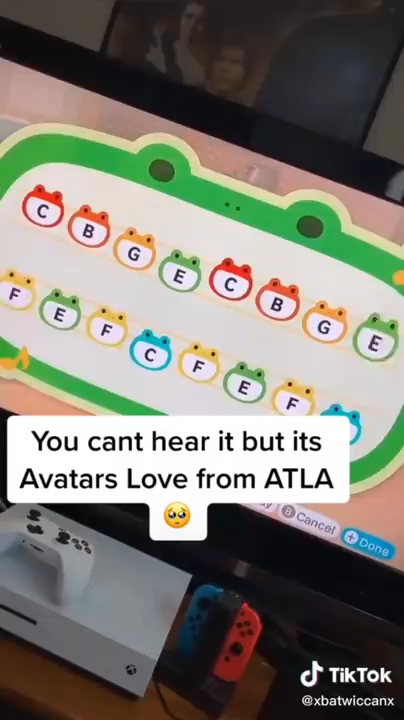 C B G E C B G E
F E F C F E F
You cant hear it but its
Avatars Love from ATLA
🥺
B Cancel + Done
TikTok
@xbatwiccanx